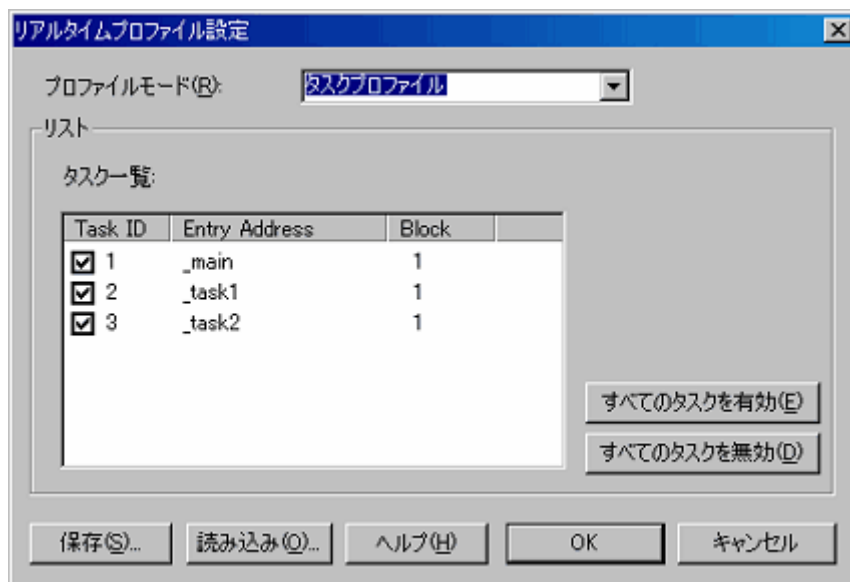 リアルタイムプロファイル設定
プロファイルモード(R): タスクプロファイル
リスト
タスク一覧:
Task ID Entry Address Block
1 _main 1
2 _task1 1
3 _task2 1
すべてのタスクを有効(E)
すべてのタスクを無効(D)
保存(S)... 読み込み(O)... ヘルプ(H) OK キャンセル